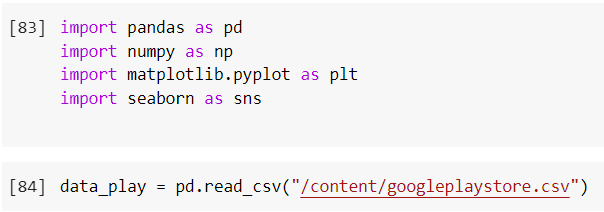 [83] import pandas as pd
import numpy as np
import matplotlib.pyplot as plt
import seaborn as sns
[84] data_play = pd.read_csv("/content/googleplaystore.csv")